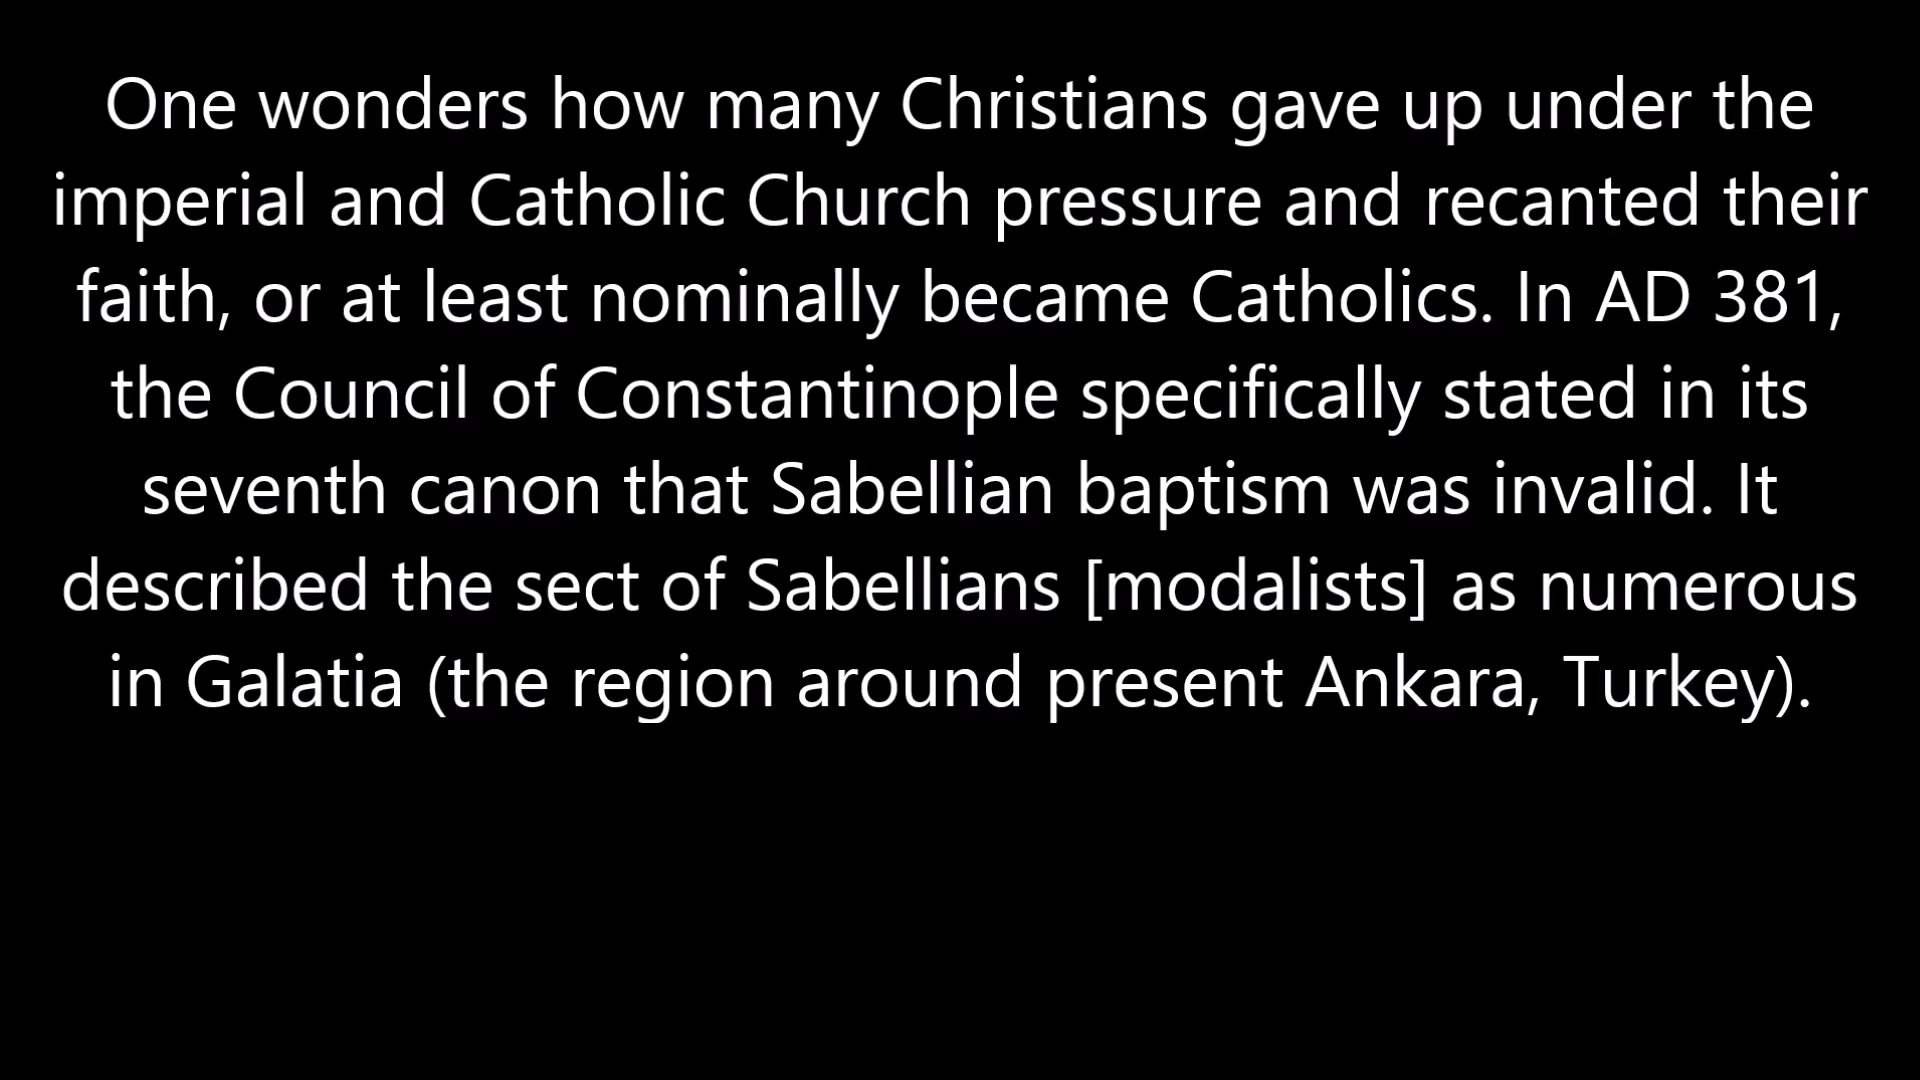 One wonders how many Christians gave up under the
imperial and Catholic Church pressure and recanted their
faith, or at least nominally became Catholics. In AD 381,
the Council of Constantinople specifically stated in its
seventh canon that Sabellian baptism was invalid. It
described the sect of Sabellians [modalists] as numerous
in Galatia (the region around present Ankara, Turkey).